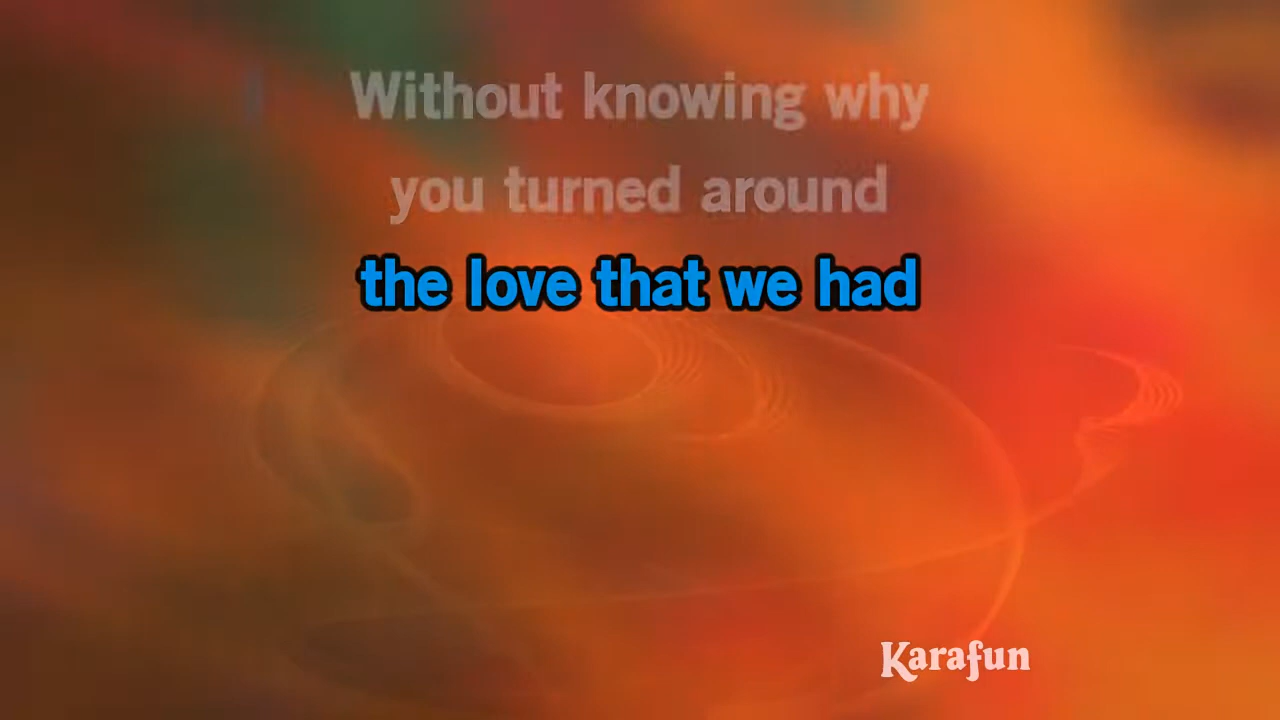 Without knowing why
you turned around
the love that we had
Karafun